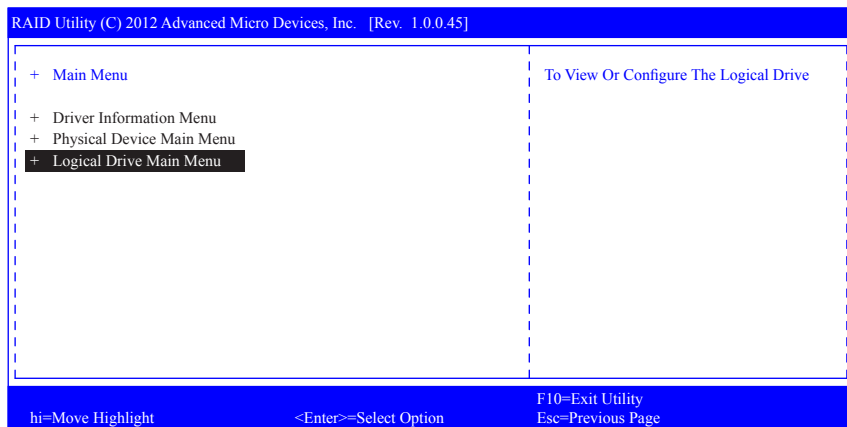 RAID Utility (C) 2012 Advanced Micro Devices, Inc. [Rev. 1.0.0.45]
+ Main Menu
+ Driver Information Menu
+ Physical Device Main Menu
+ Logical Drive Main Menu
To View Or Configure The Logical Drive
F10=Exit Utility
hi=Move Highlight <Enter>=Select Option Esc=Previous Page